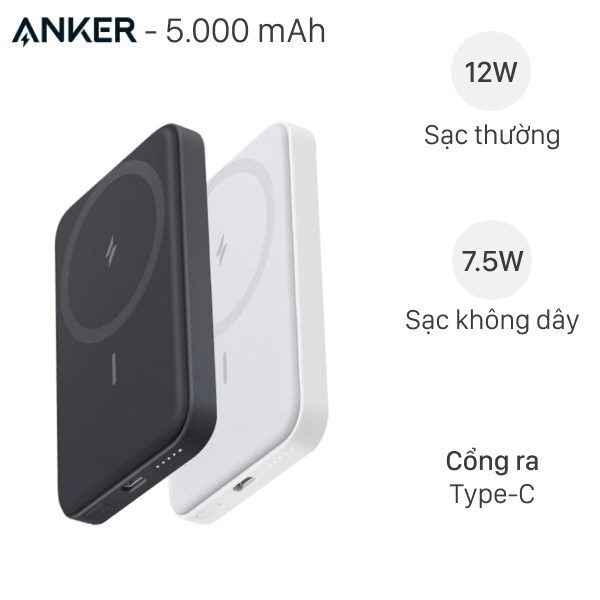 ANKER - 5.000 mAh
12W
Sạc thường
7.5W
Sạc không dây
Cổng ra
Type-C